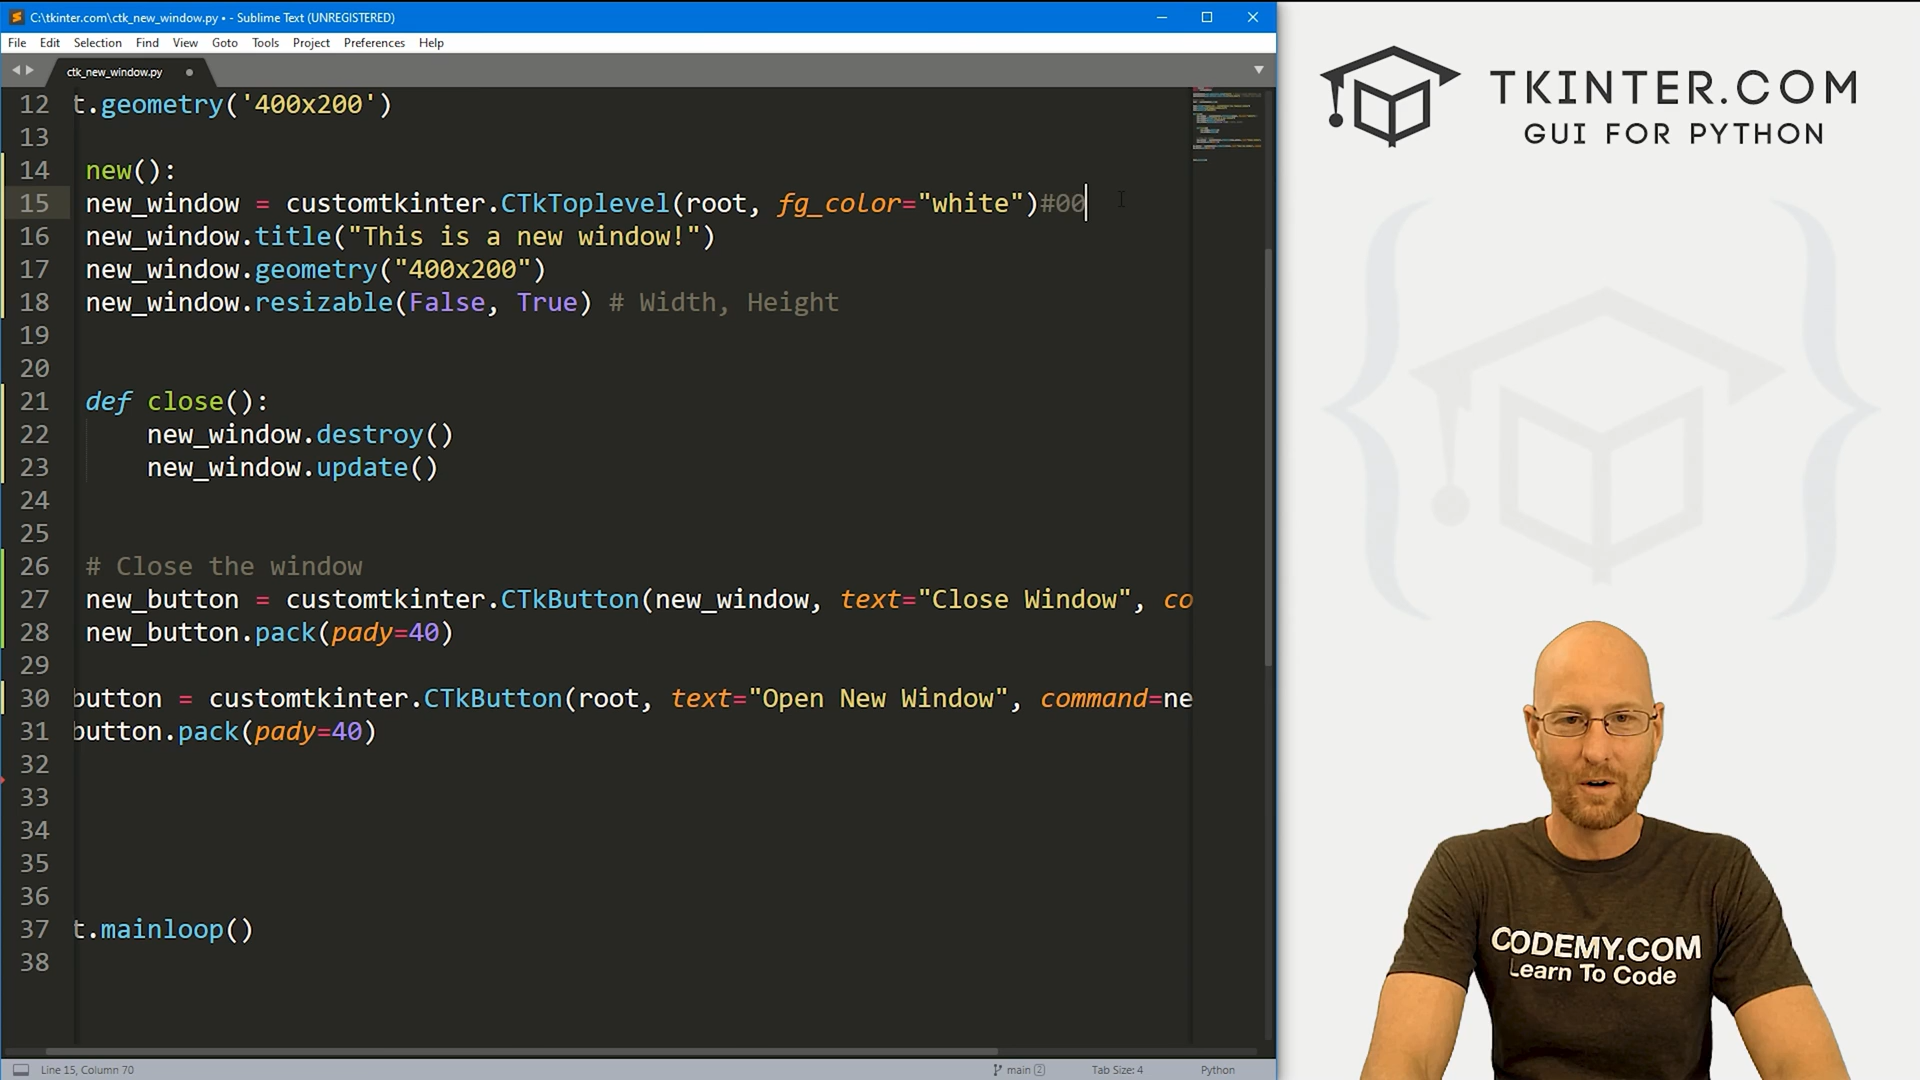 C:\tkinter.com\ctk_new_window.py • - Sublime Text (UNREGISTERED)
File Edit Selection Find View Goto Tools Project Preferences Help
ctk_new_window.py
12 t.geometry('400x200')
13
14 new():
15 new_window = customtkinter.CTkToplevel(root, fg_color="white")#00
16 new_window.title("This is a new window!")
17 new_window.geometry("400x200")
18 new_window.resizable(False, True) # Width, Height
19
20
21 def close():
22 new_window.destroy()
23 new_window.update()
24
25
26 # Close the window
27 new_button = customtkinter.CTkButton(new_window, text="Close Window", co
28 new_button.pack(pady=40)
29
30 button = customtkinter.CTkButton(root, text="Open New Window", command=ne
31 button.pack(pady=40)
32
33
34
35
36
37 t.mainloop()
38
Line 15, Column 70 main 2 Tab Size: 4 Python
TKINTER.COM
GUI FOR PYTHON
CODEMY.COM
Learn To Code